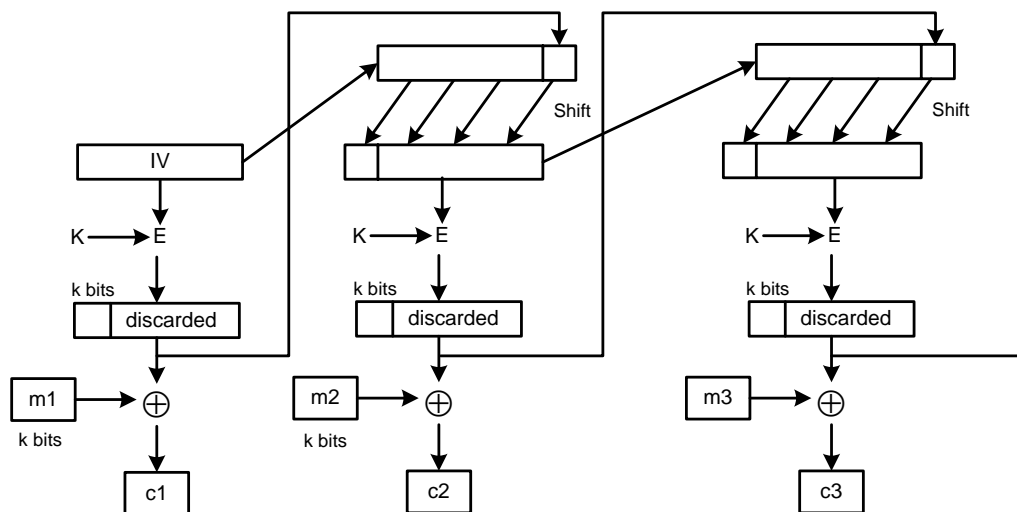 Shift
Shift
IV
K
E
K
E
K
E
k bits
k bits
k bits
discarded
discarded
discarded
m1
m2
m3
k bits
k bits
c1
c2
c3